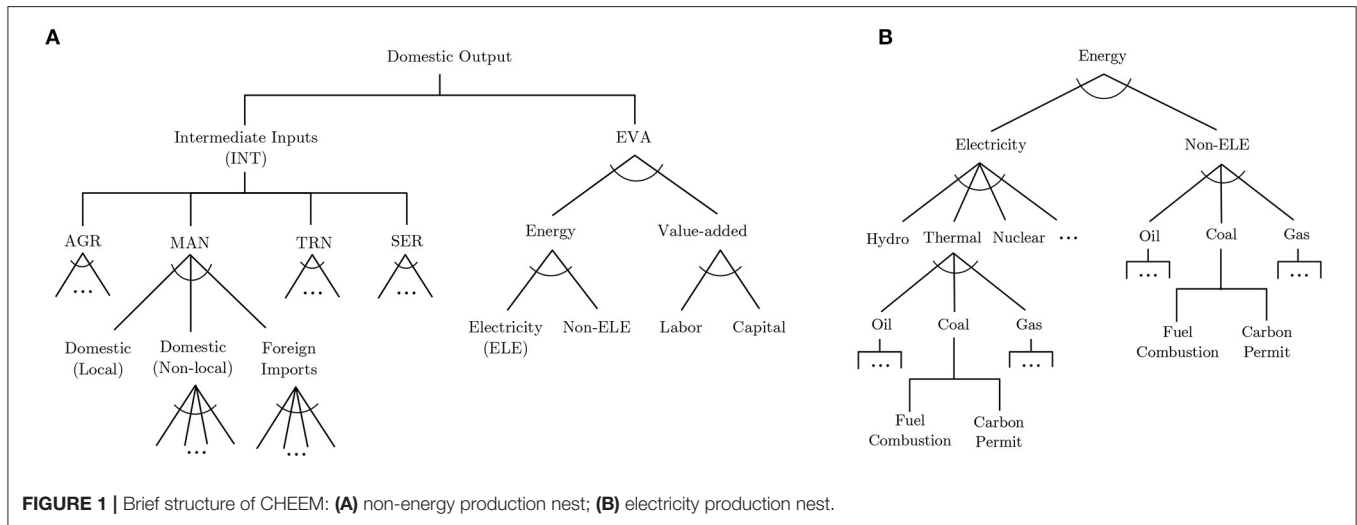 A
Domestic Output
Intermediate Inputs
(INT)
EVA
AGR
MAN
TRN
SER
Energy
Value-added
...
...
...
Domestic
(Local)
Domestic
(Non-local)
Foreign
Imports
Electricity
(ELE)
Non-ELE
Labor
Capital
...
...
B
Energy
Electricity
Non-ELE
Hydro
Thermal
Nuclear
...
Oil
Coal
Gas
...
...
Fuel
Combustion
Carbon
Permit
Oil
Coal
Gas
...
...
Fuel
Combustion
Carbon
Permit
FIGURE 1 | Brief structure of CHEEM: (A) non-energy production nest; (B) electricity production nest.